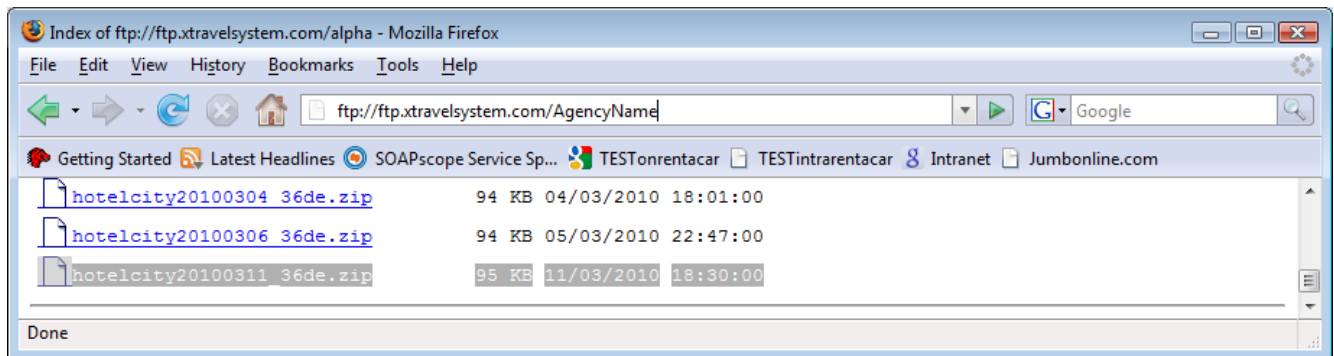 Index of ftp://ftp.xtravelsystem.com/alpha - Mozilla Firefox
File Edit View History Bookmarks Tools Help
ftp://ftp.xtravelsystem.com/AgencyName G Google
Getting Started Latest Headlines SOAPscope Service Sp... TESTonrentacar TESTintrarentacar Intranet Jumbonline.com
hotelcity20100304_36de.zip 94 KB 04/03/2010 18:01:00
hotelcity20100306_36de.zip 94 KB 05/03/2010 22:47:00
hotelcity20100311_36de.zip 95 KB 11/03/2010 18:30:00
Done